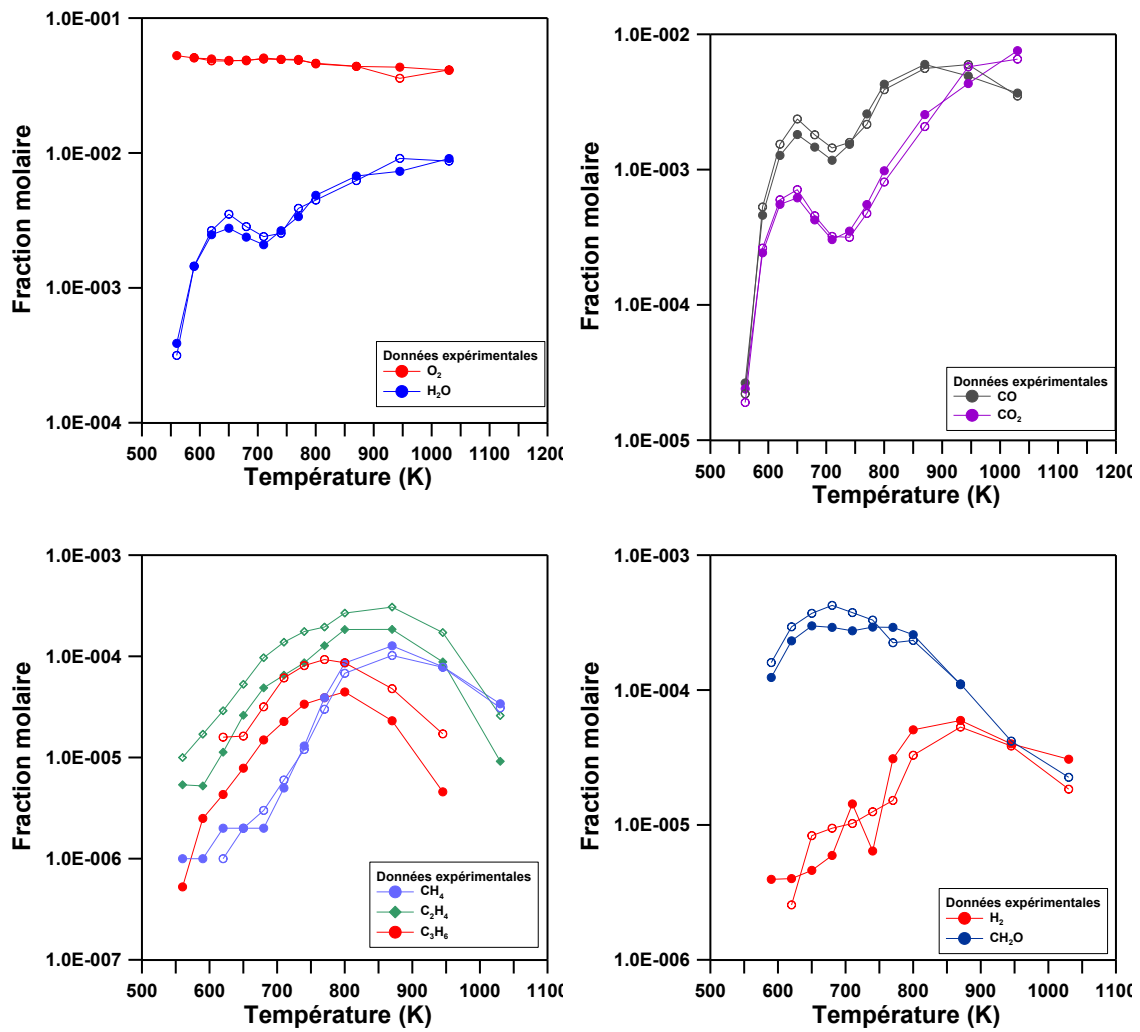 1.0E-001
1.0E-002
1.0E-003
1.0E-004
Fraction molaire
Données expérimentales
O₂
H₂O
500 600 700 800 900 1000 1100 1200
Température (K)
1.0E-002
1.0E-003
1.0E-004
1.0E-005
Fraction molaire
Données expérimentales
CO
CO₂
500 600 700 800 900 1000 1100 1200
Température (K)
1.0E-003
1.0E-004
1.0E-005
1.0E-006
1.0E-007
Fraction molaire
Données expérimentales
CH₄
C₂H₄
C₃H₆
500 600 700 800 900 1000 1100
Température (K)
1.0E-003
1.0E-004
1.0E-005
1.0E-006
Fraction molaire
Données expérimentales
H₂
CH₂O
500 600 700 800 900 1000 1100
Température (K)